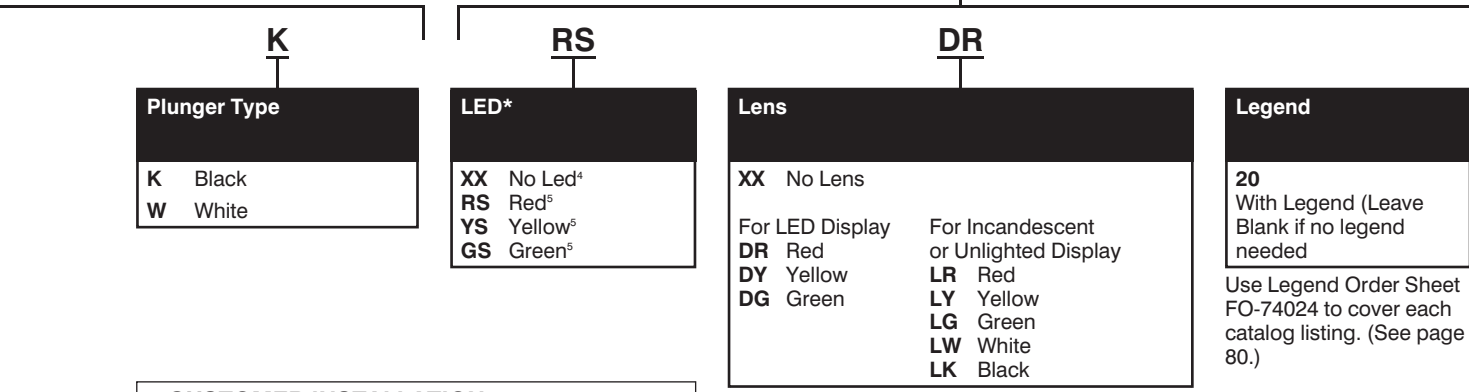 K
RS
DR
Plunger Type
K Black
W White
LED*
XX No Led4
RS Red5
YS Yellow5
GS Green5
Lens
XX No Lens
For LED Display
DR Red
DY Yellow
DG Green
For Incandescent
or Unlighted Display
LR Red
LY Yellow
LG Green
LW White
LK Black
Legend
20
With Legend (Leave
Blank if no legend
needed
Use Legend Order Sheet
FO-74024 to cover each
catalog listing. (See page
80.)
CUSTOMER INSTALLATION